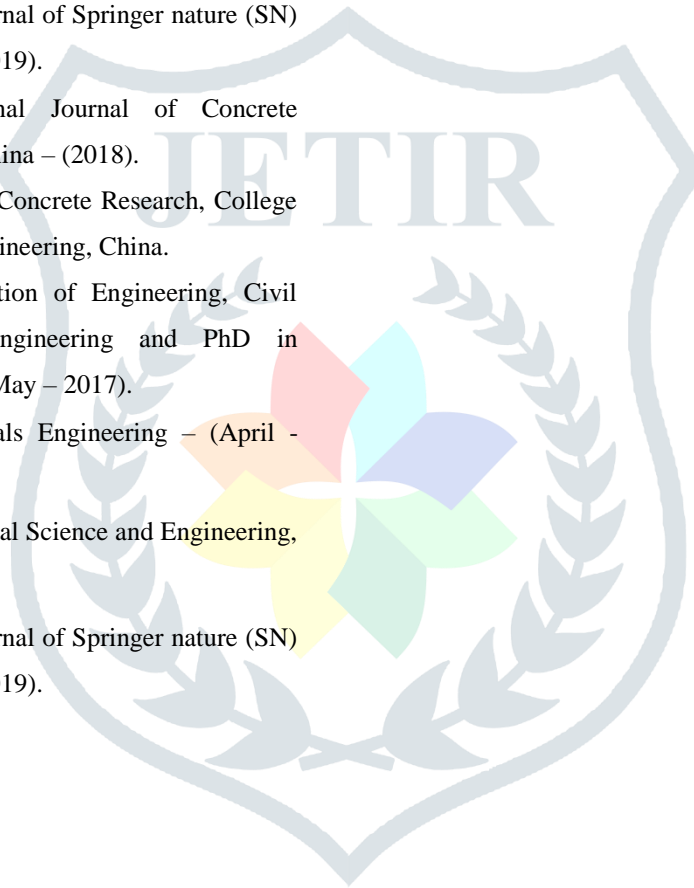 rnal of Springer nature (SN)
19).
nal Journal of Concrete
ina – (2018).
JETIR
Concrete Research, College
ineering, China.
tion of Engineering, Civil
ngineering and PhD in
May – 2017).
als Engineering – (April -
al Science and Engineering,
rnal of Springer nature (SN)
19).